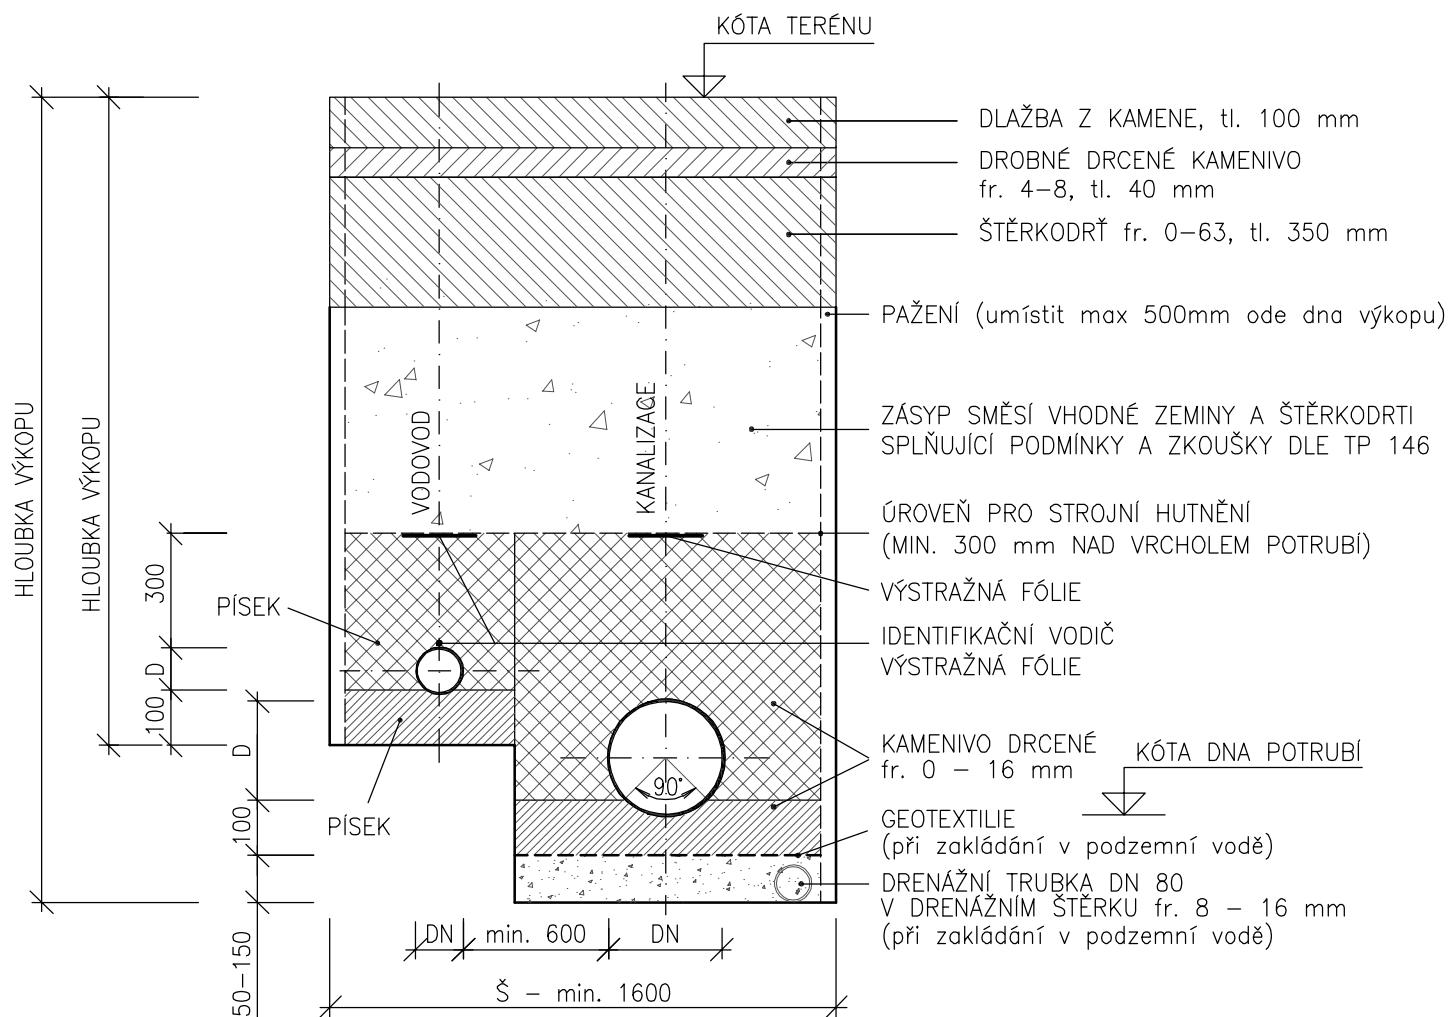 KÓTA TERÉNU
DLAŽBA Z KAMENE, tl. 100 mm
DROBNÉ DRCENÉ KAMENIVO
fr. 4-8, tl. 40 mm
ŠTĚRKODRŤ fr. 0-63, tl. 350 mm
PAŽENÍ (umístit max 500mm ode dna výkopu)
HLOUBKA VÝKOPU
HLOUBKA VÝKOPU
VODOVOD
KANALIZACE
ZÁSYP SMĚSÍ VHODNÉ ZEMINY A ŠTĚRKODRTI
SPLŇUJÍCÍ PODMÍNKY A ZKOUŠKY DLE TP 146
ÚROVEŇ PRO STROJNÍ HUTNĚNÍ
(MIN. 300 mm NAD VRCHOLEM POTRUBÍ)
300
D
100
PÍSEK
VÝSTRAŽNÁ FÓLIE
IDENTIFIKAČNÍ VODIČ
VÝSTRAŽNÁ FÓLIE
KAMENIVO DRCENÉ
fr. 0 - 16 mm
KÓTA DNA POTRUBÍ
90°
D
100
50-150
PÍSEK
GEOTEXTILIE
(při zakládání v podzemní vodě)
DRENÁŽNÍ TRUBKA DN 80
V DRENÁŽNÍM ŠTĚRKU fr. 8 - 16 mm
(při zakládání v podzemní vodě)
DN min. 600 DN
Š - min. 1600